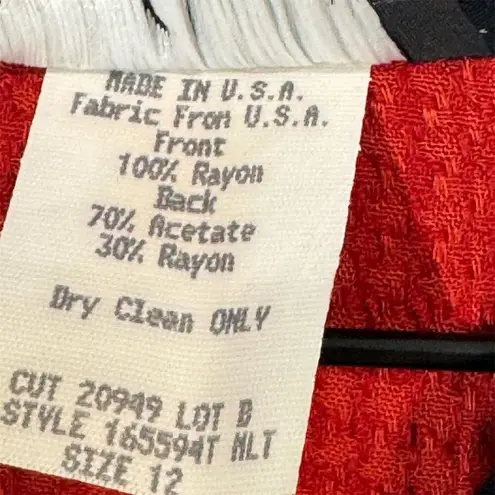 MADE IN U.S.A.
Fabric From U.S.A.
Front
100% Rayon
Back
70% Acetate
30% Rayon
Dry Clean ONLY
CUT 20949 LOT B
STYLE 165594T NLT
SIZE 12